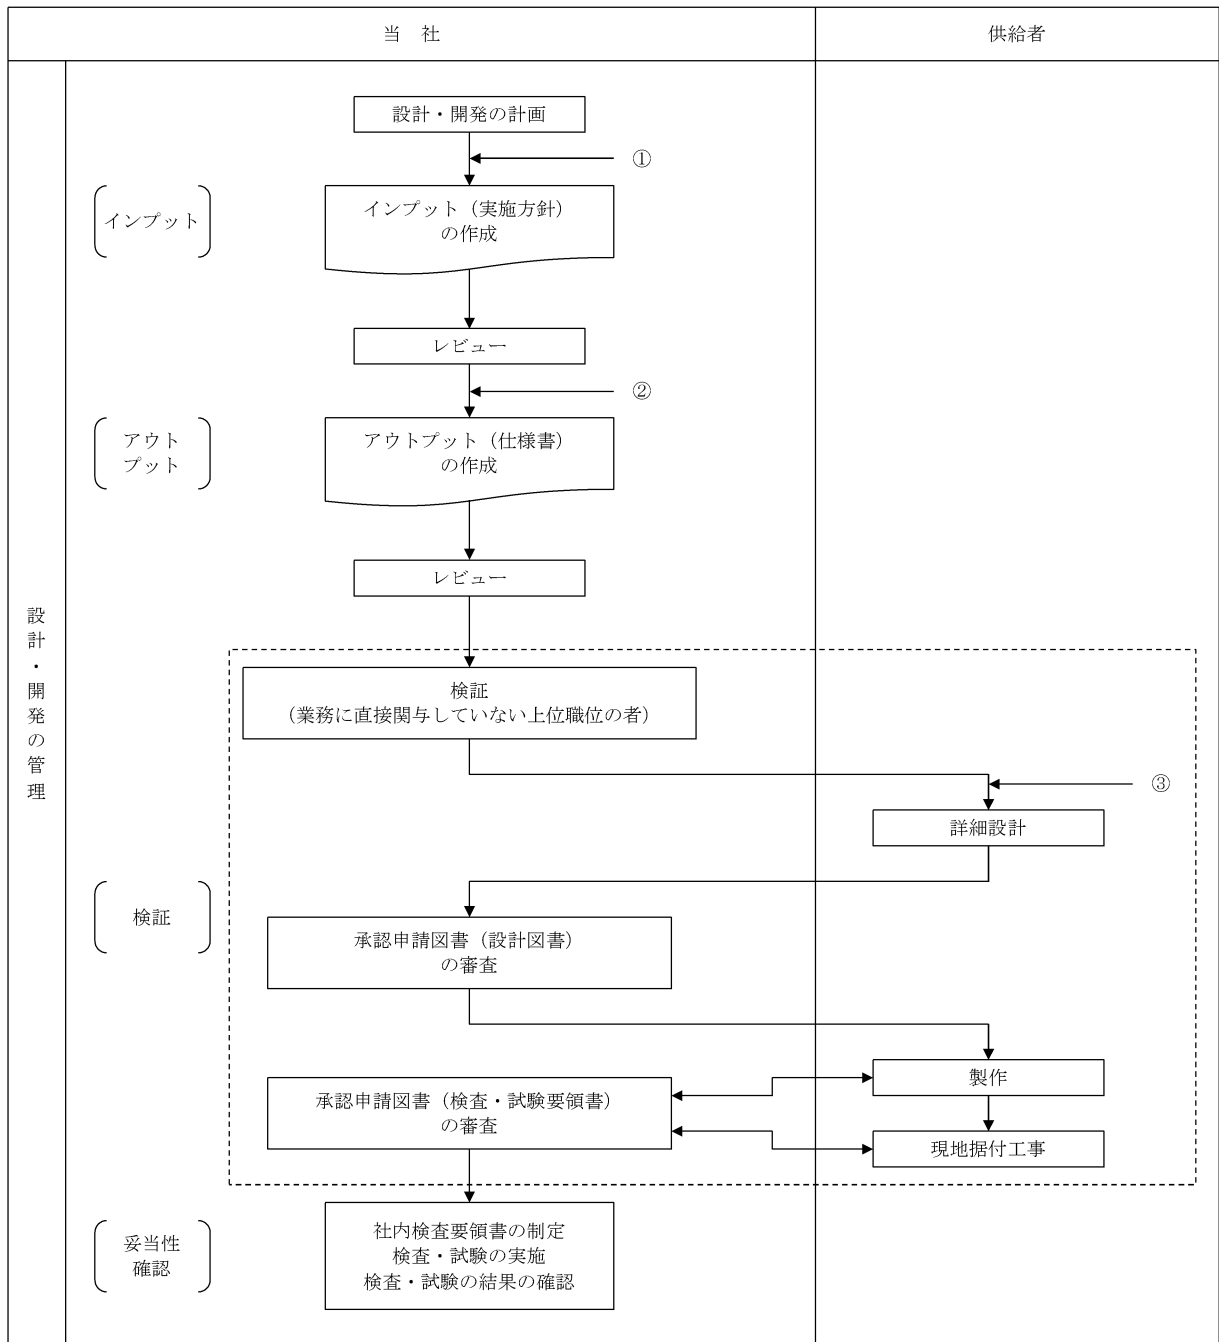 当　社
供給者
設計・開発の計画
①
インプット
インプット（実施方針）
の作成
レビュー
②
アウト
プット
アウトプット（仕様書）
の作成
レビュー
設計・開発の管理
検証
（業務に直接関与していない上位職位の者）
③
詳細設計
検証
承認申請図書（設計図書）
の審査
製作
承認申請図書（検査・試験要領書）
の審査
現地据付工事
妥当性
確認
社内検査要領書の制定
検査・試験の実施
検査・試験の結果の確認